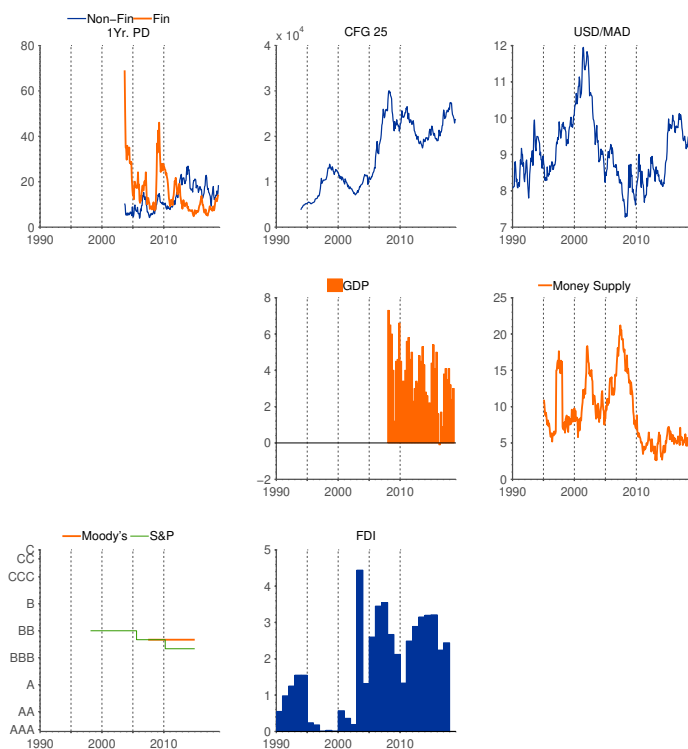 Non−Fin Fin
1Yr. PD
80
60
40
20
0
1990 2000 2010
CFG 25
x 10⁴
4
3
2
1
0
1990 2000 2010
USD/MAD
12
11
10
9
8
7
1990 2000 2010
GDP
8
6
4
2
0
−2
1990 2000 2010
Money Supply
25
20
15
10
5
0
1990 2000 2010
Moody's S&P
C
CC
CCC
B
BB
BBB
A
AA
AAA
1990 2000 2010
FDI
5
4
3
2
1
0
1990 2000 2010